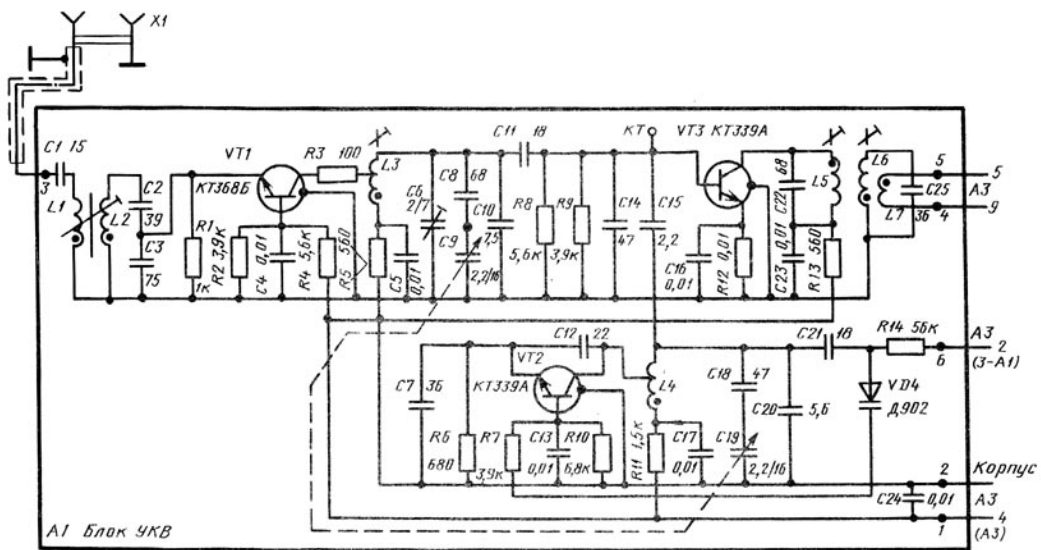 X1
C1 15
3
L1
L2
C2
39
C3
75
R1
1к
VT1
КТ368Б
R2 3,9к
C4 0,01
R4 5,6к
R3 100
R5 560
L3
C5
0,01
C6
2/7
C8
68
C9
C10
7,5
2,2/16
C11 18
R8
5,6к
R9
3,9к
C14
47
КТ
C15
2,2
VT3 КТ339А
C16
0,01
R12 0,01
C22 68
C23 0,01
L5
R13 560
L6
L7
C25
36
5
4
5
А3
9
C7 36
R6
680
VT2
КТ339А
C12 22
R7
3,9к
C13
0,01
R10
6,8к
L4
R11 1,5к
C17
0,01
C18 47
C19
2,2/16
C20
5,6
C21 18
R14 56к
6
А3
2
(3-А1)
VD4
Д902
2
Корпус
C24 0,01
А3
4
(А3)
1
А1 Блок УКВ